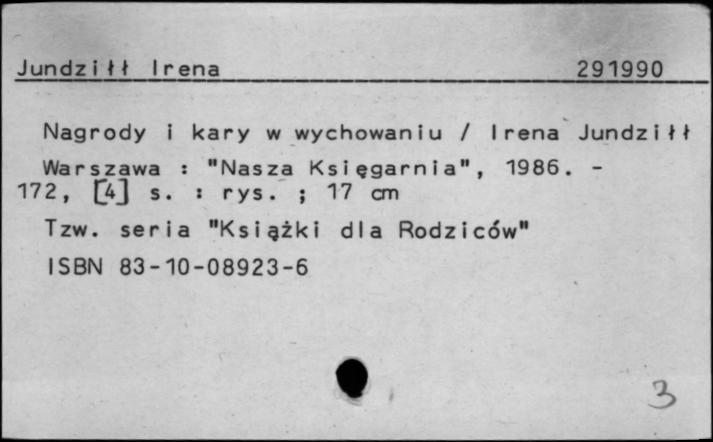 Jundziłł Irena 291990
Nagrody i kary w wychowaniu / Irena Jundziłł
Warszawa : "Nasza Księgarnia", 1986. -
172, [4] s. : rys. ; 17 cm
Tzw. seria "Książki dla Rodziców"
ISBN 83-10-08923-6
3